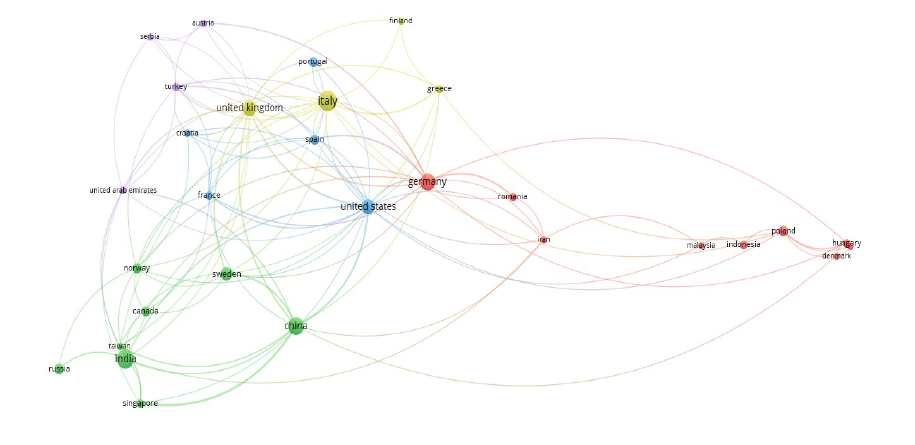 finland
austria
serbia
portugal
turkey
greece
united kingdom
italy
croatia
spain
germany
united arab emirates
france
romania
united states
poland
iran
malaysia
indonesia
hungary
denmark
norway
sweden
canada
china
taiwan
india
russia
singapore